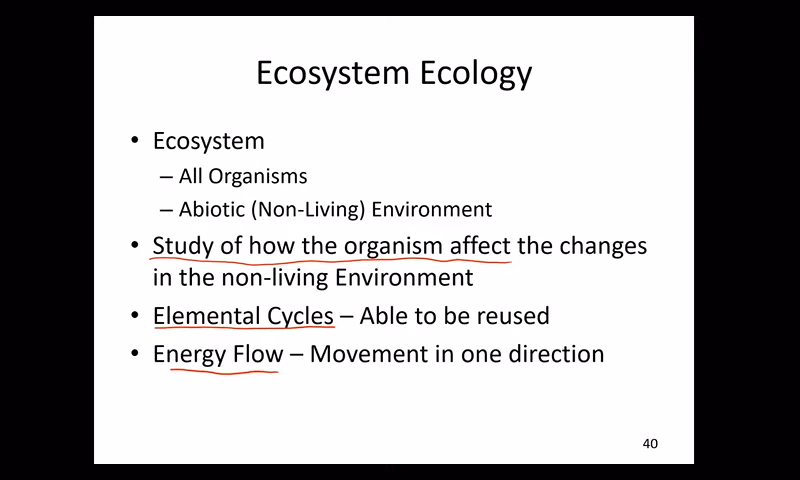 Ecosystem Ecology
• Ecosystem
– All Organisms
– Abiotic (Non-Living) Environment
• Study of how the organism affect the changes
in the non-living Environment
• Elemental Cycles – Able to be reused
• Energy Flow – Movement in one direction
40